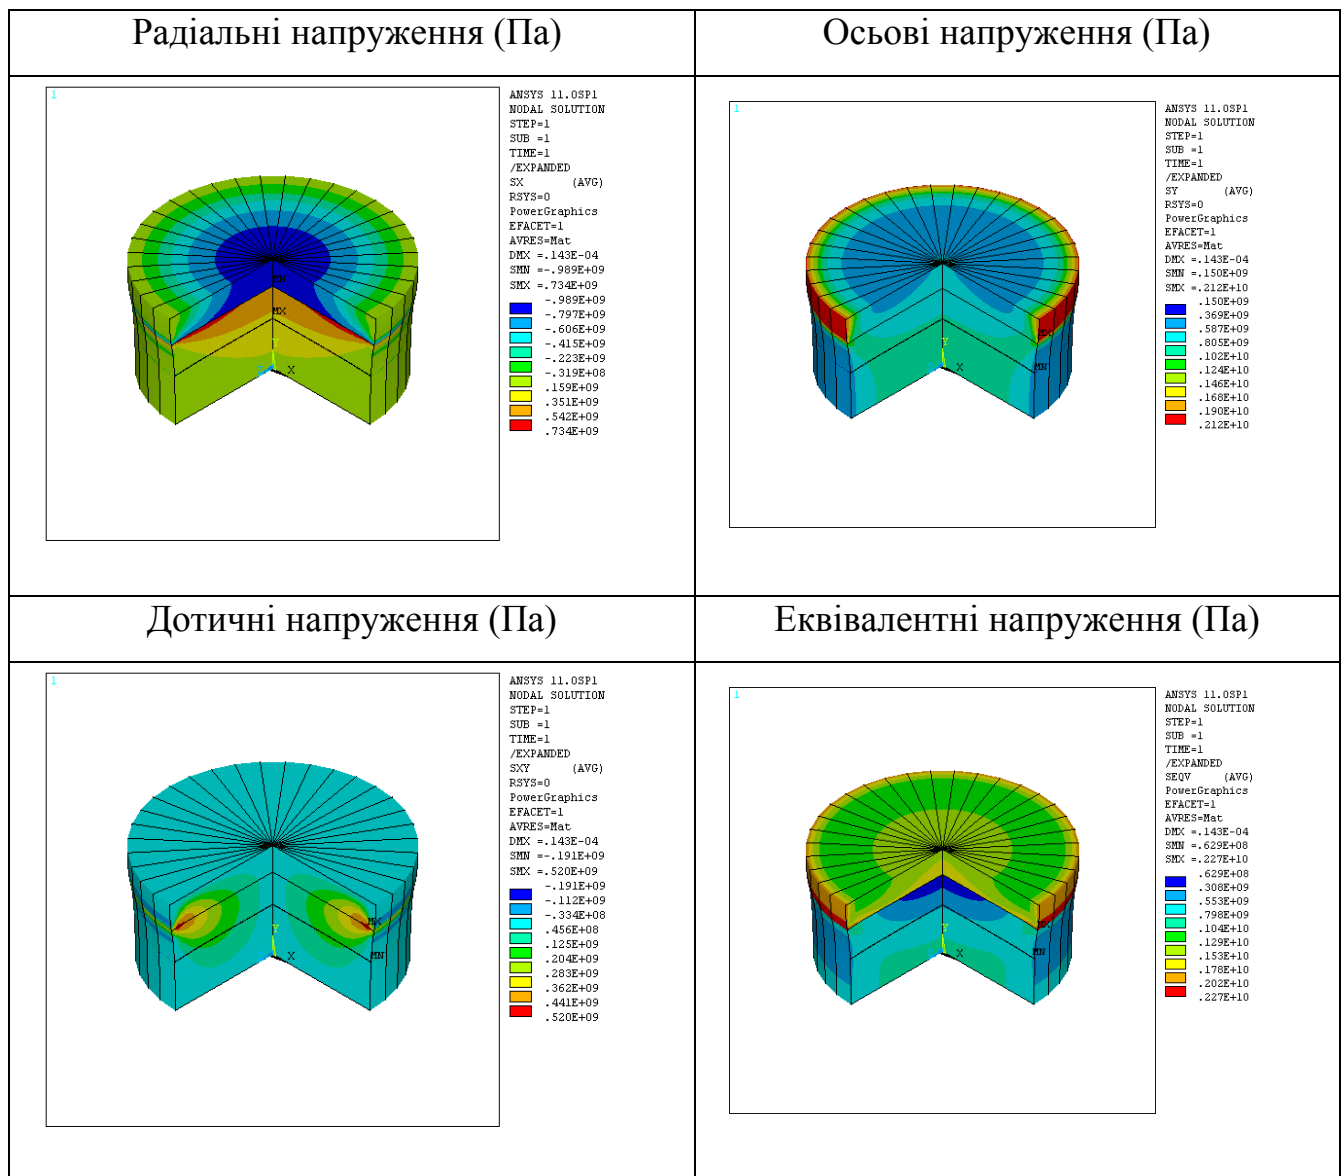 Радіальні напруження (Па)
1
ANSYS 11.0SP1
NODAL SOLUTION
STEP=1
SUB =1
TIME=1
/EXPANDED
SX (AVG)
RSYS=0
PowerGraphics
EFACET=1
AVRES=Mat
DMX =.143E-04
SMN =-.989E+09
SMX =.734E+09
-.989E+09
-.797E+09
-.606E+09
-.415E+09
-.223E+09
-.319E+08
.159E+09
.351E+09
.542E+09
.734E+09
MN
MX
Y
Z X
Осьові напруження (Па)
1
ANSYS 11.0SP1
NODAL SOLUTION
STEP=1
SUB =1
TIME=1
/EXPANDED
SY (AVG)
RSYS=0
PowerGraphics
EFACET=1
AVRES=Mat
DMX =.143E-04
SMN =.150E+09
SMX =.212E+10
.150E+09
.369E+09
.587E+09
.805E+09
.102E+10
.124E+10
.146E+10
.168E+10
.190E+10
.212E+10
MX
Y
MN
Z X
Дотичні напруження (Па)
1
ANSYS 11.0SP1
NODAL SOLUTION
STEP=1
SUB =1
TIME=1
/EXPANDED
SXY (AVG)
RSYS=0
PowerGraphics
EFACET=1
AVRES=Mat
DMX =.143E-04
SMN =-.191E+09
SMX =.520E+09
-.191E+09
-.112E+09
-.334E+08
.456E+08
.125E+09
.204E+09
.283E+09
.362E+09
.441E+09
.520E+09
MX
Y
MN
Z X
Еквівалентні напруження (Па)
1
ANSYS 11.0SP1
NODAL SOLUTION
STEP=1
SUB =1
TIME=1
/EXPANDED
SEQV (AVG)
PowerGraphics
EFACET=1
AVRES=Mat
DMX =.143E-04
SMN =.629E+08
SMX =.227E+10
.629E+08
.308E+09
.553E+09
.798E+09
.104E+10
.129E+10
.153E+10
.178E+10
.202E+10
.227E+10
MX
Y
MN
Z X